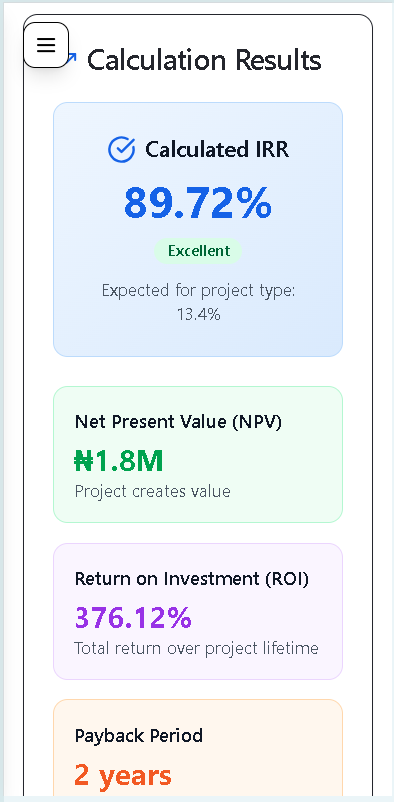 Calculation Results
Calculated IRR
89.72%
Excellent
Expected for project type:
13.4%
Net Present Value (NPV)
₦1.8M
Project creates value
Return on Investment (ROI)
376.12%
Total return over project lifetime
Payback Period
2 years